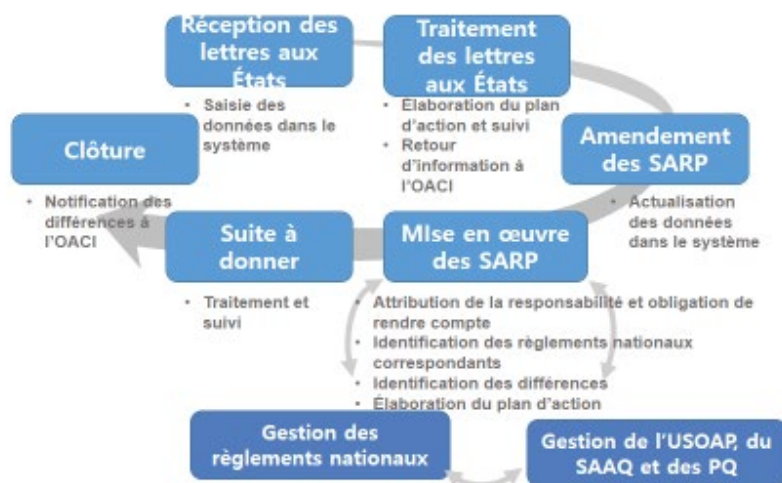 Réception des
lettres aux
États
• Saisie des
données dans le
système
Traitement
des lettres
aux États
• Élaboration du plan
d'action et suivi
• Retour
d'information à
l'OACI
Amendement
des SARP
• Actualisation
des données
dans le système
MIse en œuvre
des SARP
• Attribution de la responsabilité et obligation de
rendre compte
• Identification des règlements nationaux
correspondants
• Identification des différences
• Élaboration du plan d'action
Suite à
donner
• Traitement et
suivi
Clôture
• Notification des
différences à
l'OACI
Gestion des
règlements nationaux
Gestion de l'USOAP, du
SAAQ et des PQ